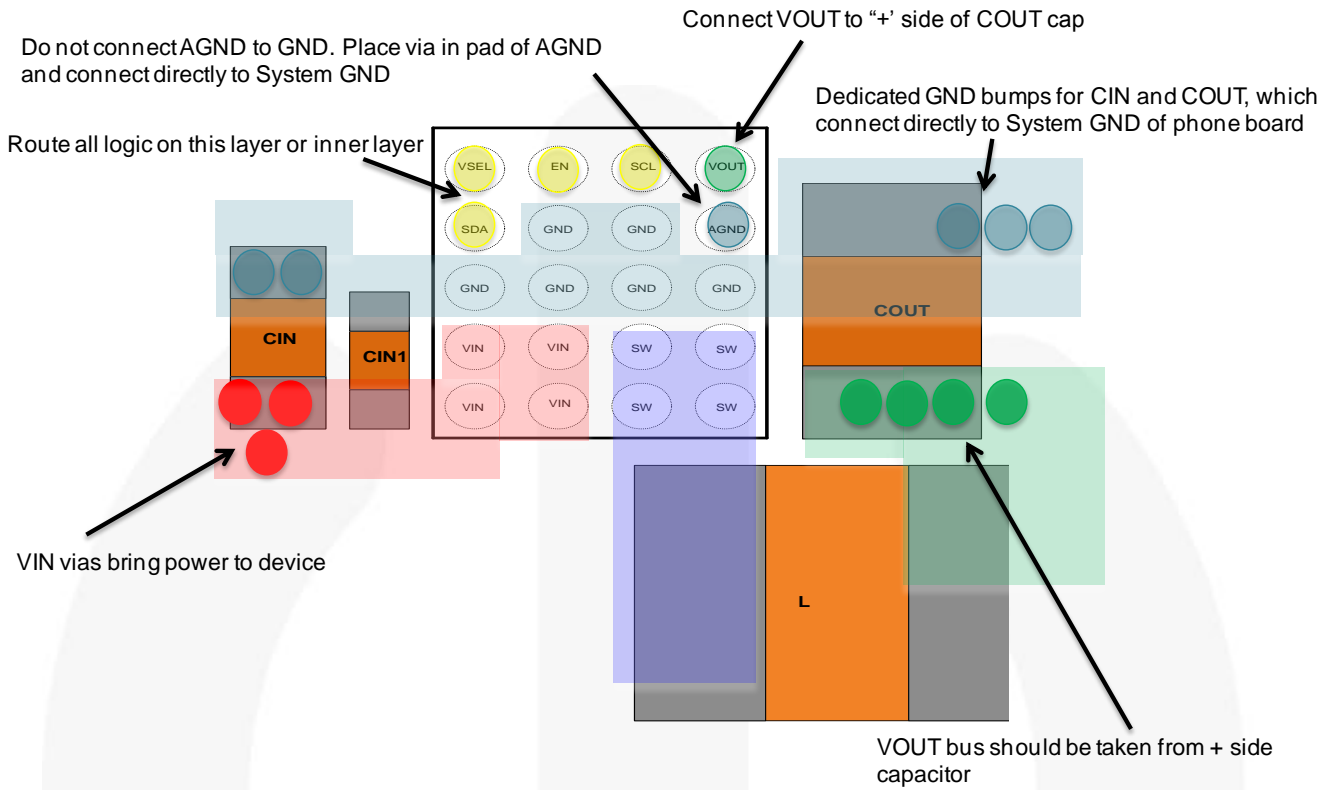 Connect VOUT to “+’ side of COUT cap
Do not connect AGND to GND. Place via in pad of AGND
and connect directly to System GND
Dedicated GND bumps for CIN and COUT, which
connect directly to System GND of phone board
Route all logic on this layer or inner layer
VSEL EN SCL VOUT
SDA GND GND AGND
GND GND GND GND
COUT
CIN
CIN1
VIN VIN SW SW
VIN VIN SW SW
VIN vias bring power to device
L
VOUT bus should be taken from + side
capacitor